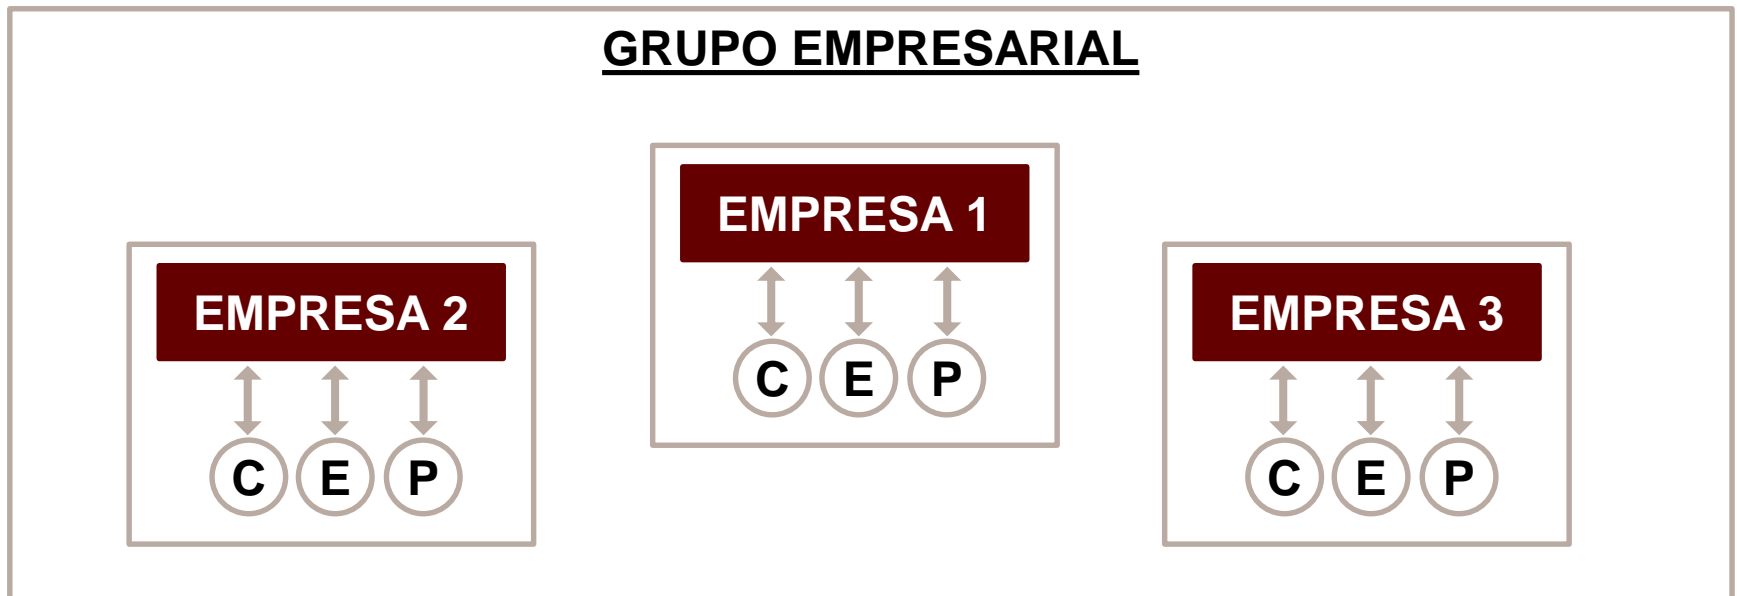 GRUPO EMPRESARIAL
EMPRESA 1
C E P
EMPRESA 2
C E P
EMPRESA 3
C E P